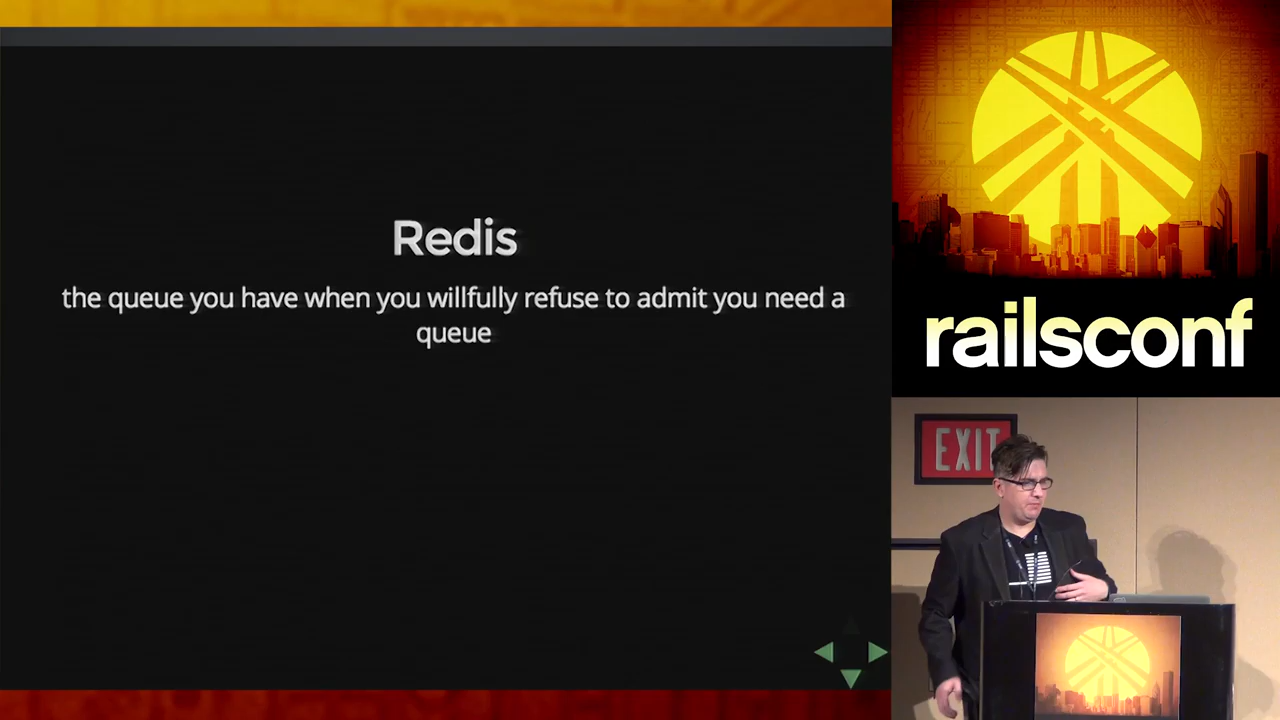 Redis
the queue you have when you willfully refuse to admit you need a
queue
railsconf
EXIT